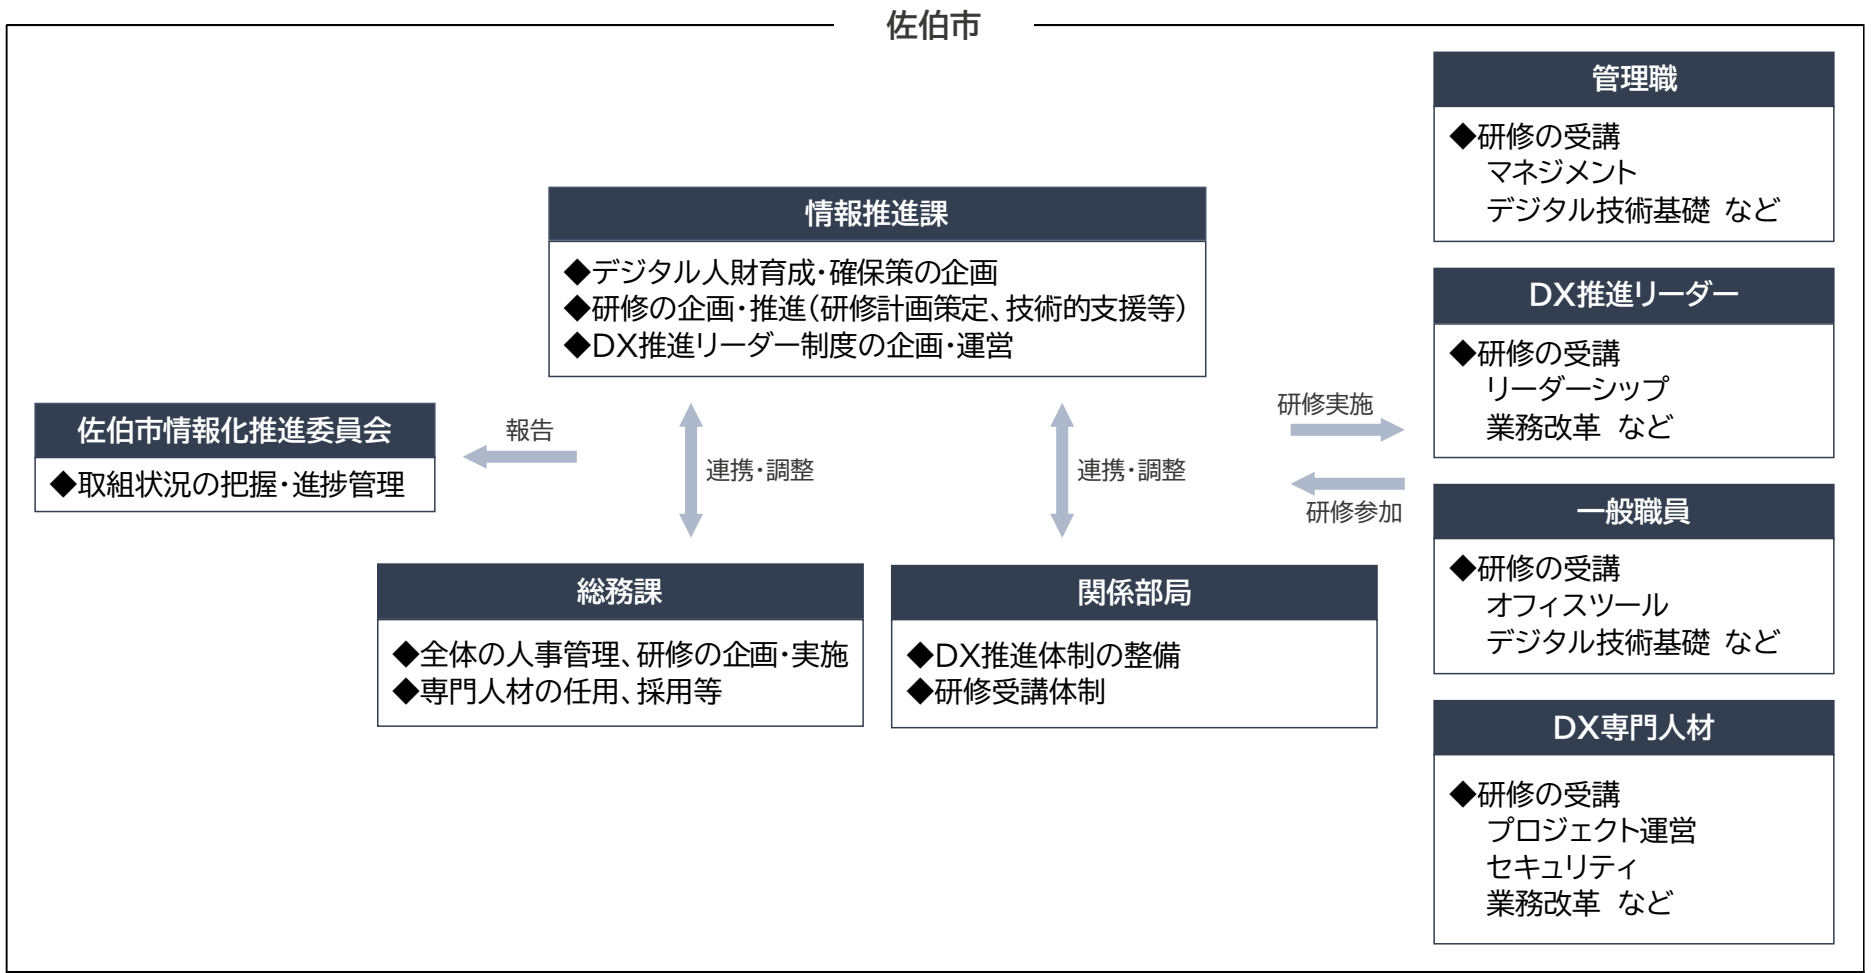 佐伯市
情報推進課
◆デジタル人財育成・確保策の企画
◆研修の企画・推進(研修計画策定、技術的支援等)
◆DX推進リーダー制度の企画・運営
佐伯市情報化推進委員会
◆取組状況の把握・進捗管理
報告
連携・調整
連携・調整
研修実施
研修参加
総務課
◆全体の人事管理、研修の企画・実施
◆専門人材の任用、採用等
関係部局
◆DX推進体制の整備
◆研修受講体制
管理職
◆研修の受講
マネジメント
デジタル技術基礎 など
DX推進リーダー
◆研修の受講
リーダーシップ
業務改革 など
一般職員
◆研修の受講
オフィスツール
デジタル技術基礎 など
DX専門人材
◆研修の受講
プロジェクト運営
セキュリティ
業務改革 など